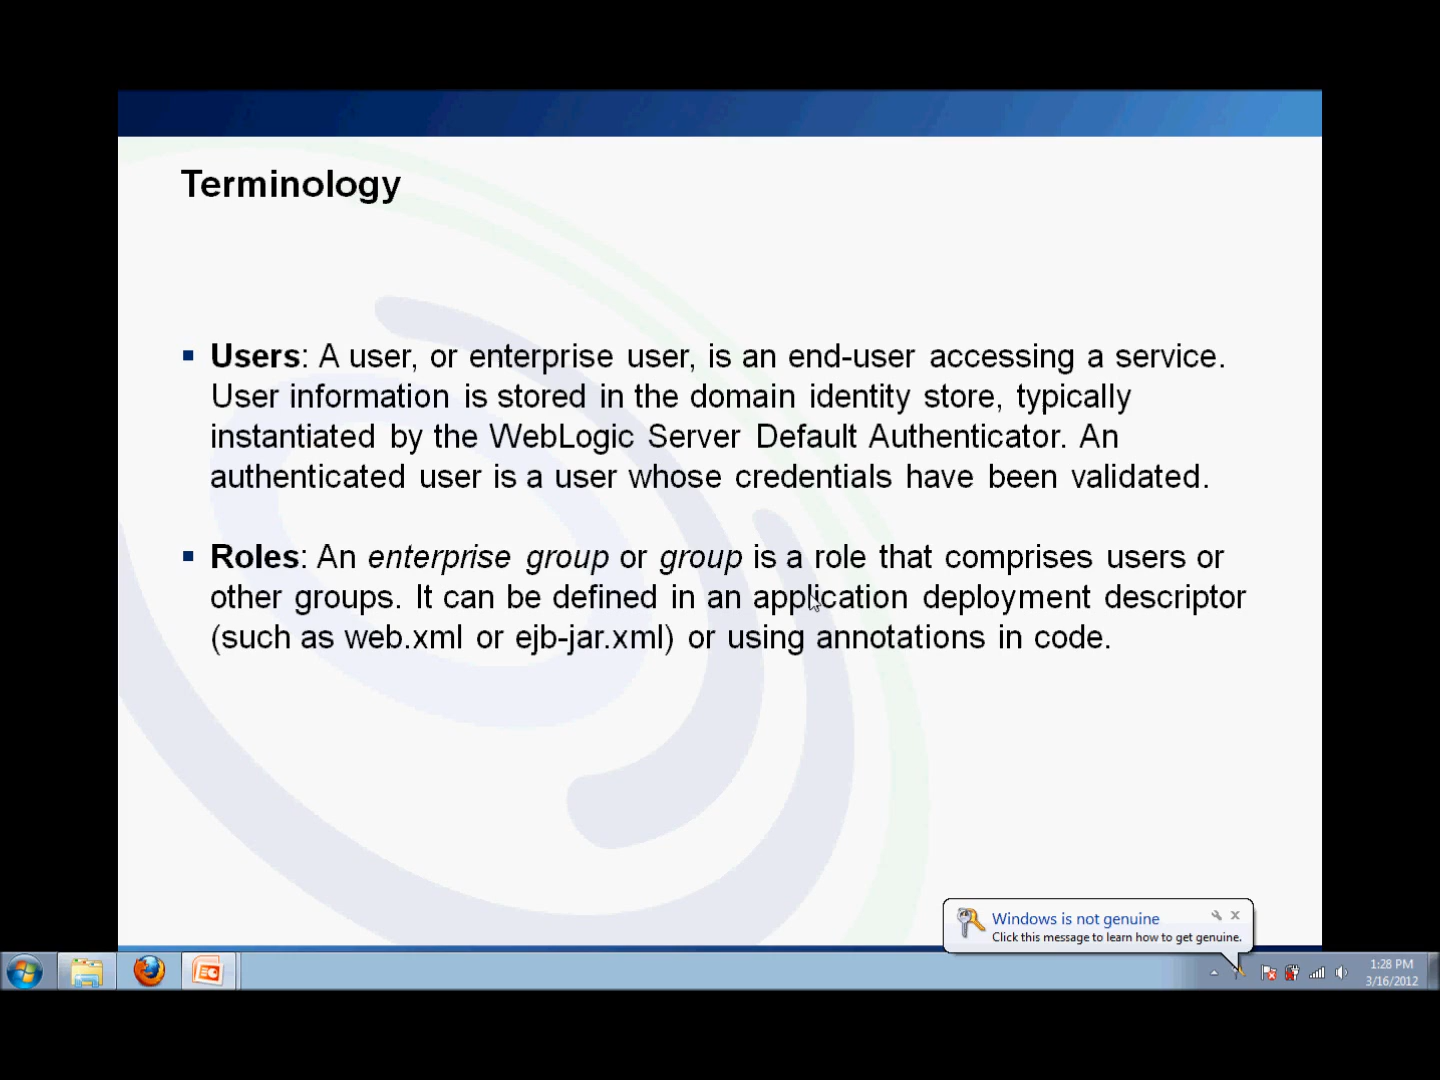 Terminology
Users: A user, or enterprise user, is an end-user accessing a service.
User information is stored in the domain identity store, typically
instantiated by the WebLogic Server Default Authenticator. An
authenticated user is a user whose credentials have been validated.
Roles: An enterprise group or group is a role that comprises users or
other groups. It can be defined in an application deployment descriptor
(such as web.xml or ejb-jar.xml) or using annotations in code.
Windows is not genuine
Click this message to learn how to get genuine.
1:28 PM
3/16/2012